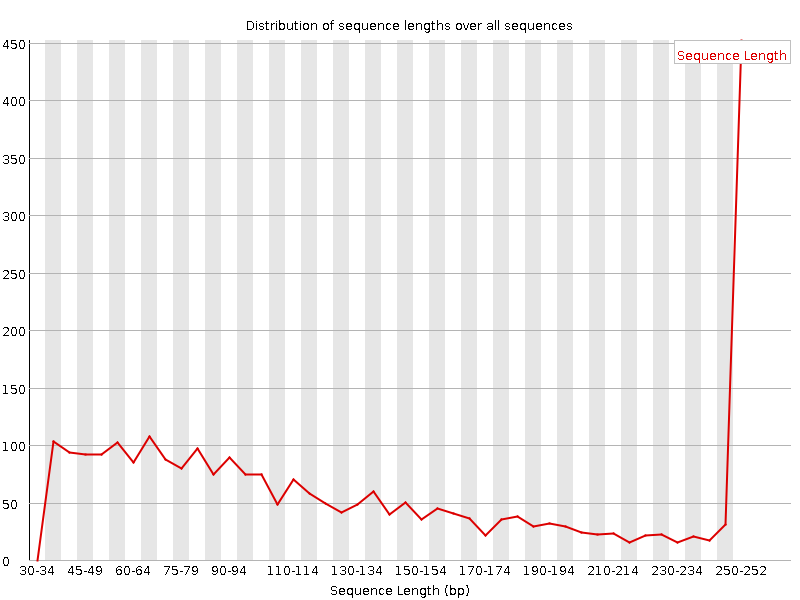 Distribution of sequence lengths over all sequences
Sequence Length
450
400
350
300
250
200
150
100
50
0
30-34 45-49 60-64 75-79 90-94 110-114 130-134 150-154 170-174 190-194 210-214 230-234 250-252
Sequence Length (bp)